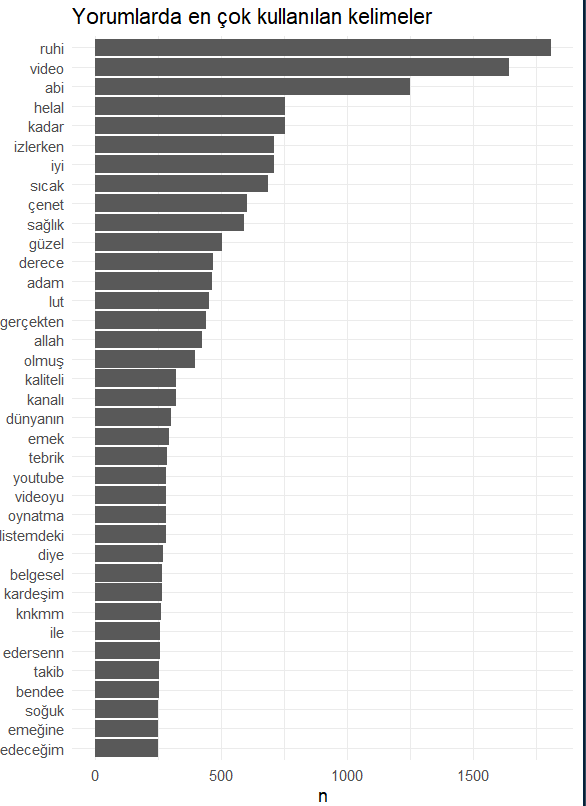 Yorumlarda en çok kullanılan kelimeler
ruhi
video
abi
helal
kadar
izlerken
iyi
sıcak
çenet
sağlık
güzel
derece
adam
lut
gerçekten
allah
olmuş
kaliteli
kanalı
dünyanın
emek
tebrik
youtube
videoyu
oynatma
listemdeki
diye
belgesel
kardeşim
knkmm
ile
edersenn
takib
bendee
soğuk
emeğine
edeceğim
0 500 1000 1500
n